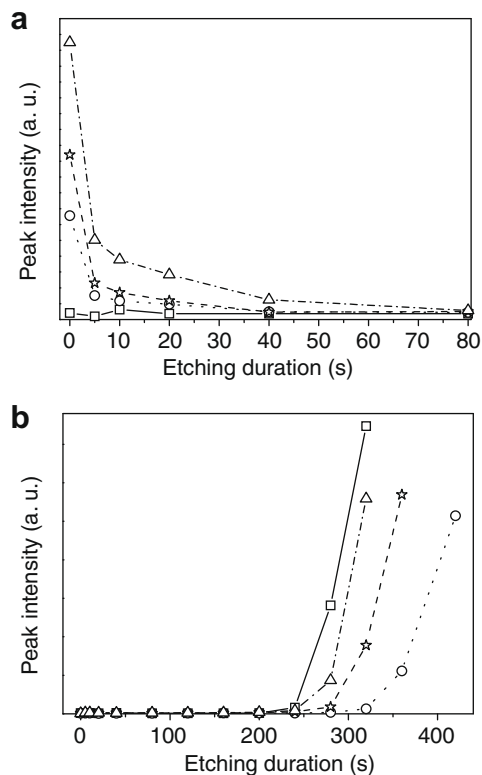 a
Peak intensity (a. u.)
0 10 20 30 40 50 60 70 80
Etching duration (s)
b
Peak intensity (a. u.)
0 100 200 300 400
Etching duration (s)